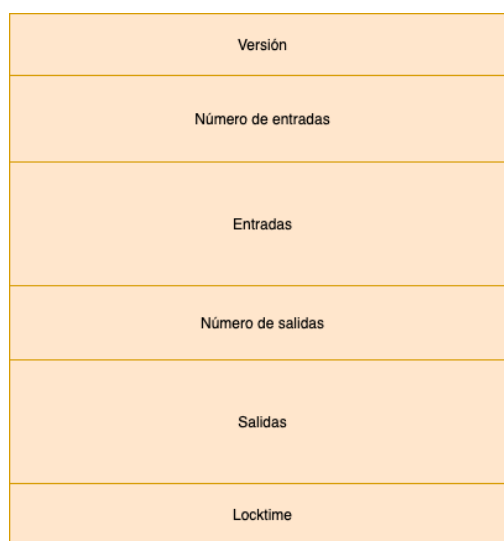 Versión
Número de entradas
Entradas
Número de salidas
Salidas
Locktime